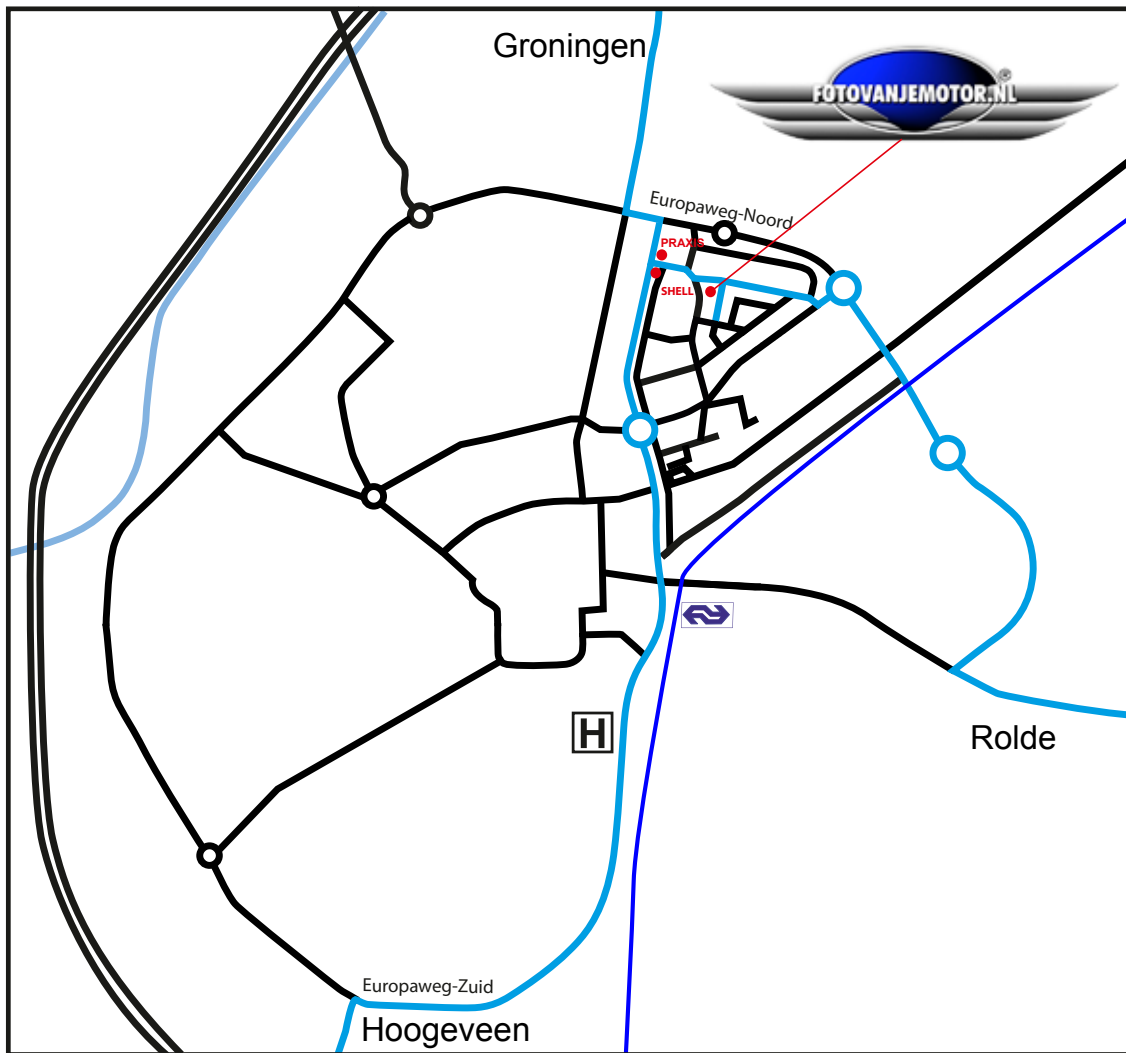 Groningen
FOTOVANJEMOTOR.NL®
Europaweg-Noord
PRAXIS
SHELL
H
Rolde
Europaweg-Zuid
Hoogeveen